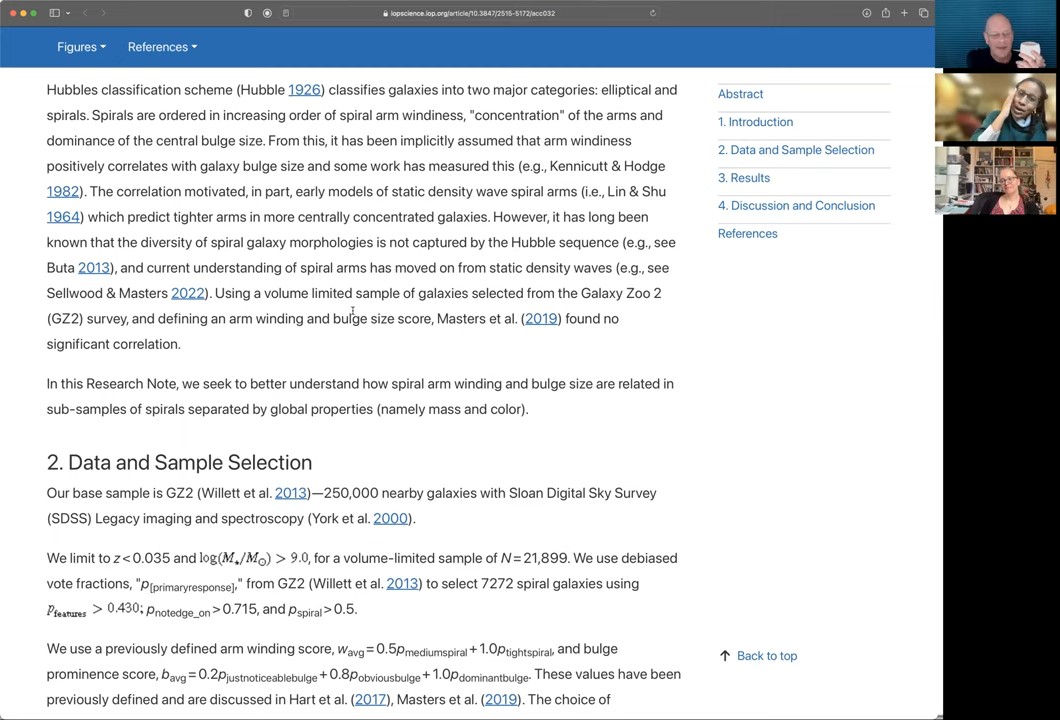 iopscience.iop.org/article/10.3847/2515-5172/acc032
Figures References
Hubbles classification scheme (Hubble 1926) classifies galaxies into two major categories: elliptical and
spirals. Spirals are ordered in increasing order of spiral arm windiness, "concentration" of the arms and
dominance of the central bulge size. From this, it has been implicitly assumed that arm windiness
positively correlates with galaxy bulge size and some work has measured this (e.g., Kennicutt & Hodge
1982). The correlation motivated, in part, early models of static density wave spiral arms (i.e., Lin & Shu
1964) which predict tighter arms in more centrally concentrated galaxies. However, it has long been
known that the diversity of spiral galaxy morphologies is not captured by the Hubble sequence (e.g., see
Buta 2013), and current understanding of spiral arms has moved on from static density waves (e.g., see
Sellwood & Masters 2022). Using a volume limited sample of galaxies selected from the Galaxy Zoo 2
(GZ2) survey, and defining an arm winding and bulge size score, Masters et al. (2019) found no
significant correlation.
In this Research Note, we seek to better understand how spiral arm winding and bulge size are related in
sub-samples of spirals separated by global properties (namely mass and color).
2. Data and Sample Selection
Our base sample is GZ2 (Willett et al. 2013)—250,000 nearby galaxies with Sloan Digital Sky Survey
(SDSS) Legacy imaging and spectroscopy (York et al. 2000).
We limit to z < 0.035 and log(M⋆/M⊙) > 9.0, for a volume-limited sample of N = 21,899. We use debiased
vote fractions, "p[primaryresponse]," from GZ2 (Willett et al. 2013) to select 7272 spiral galaxies using
pfeatures > 0.430; pnotedge_on > 0.715, and pspiral > 0.5.
We use a previously defined arm winding score, wavg = 0.5pmediumspiral + 1.0ptightspiral, and bulge
prominence score, bavg = 0.2pjustnoticeablebulge + 0.8pobviousbulge + 1.0pdominantbulge. These values have been
previously defined and are discussed in Hart et al. (2017), Masters et al. (2019). The choice of
Abstract
1. Introduction
2. Data and Sample Selection
3. Results
4. Discussion and Conclusion
References
Back to top